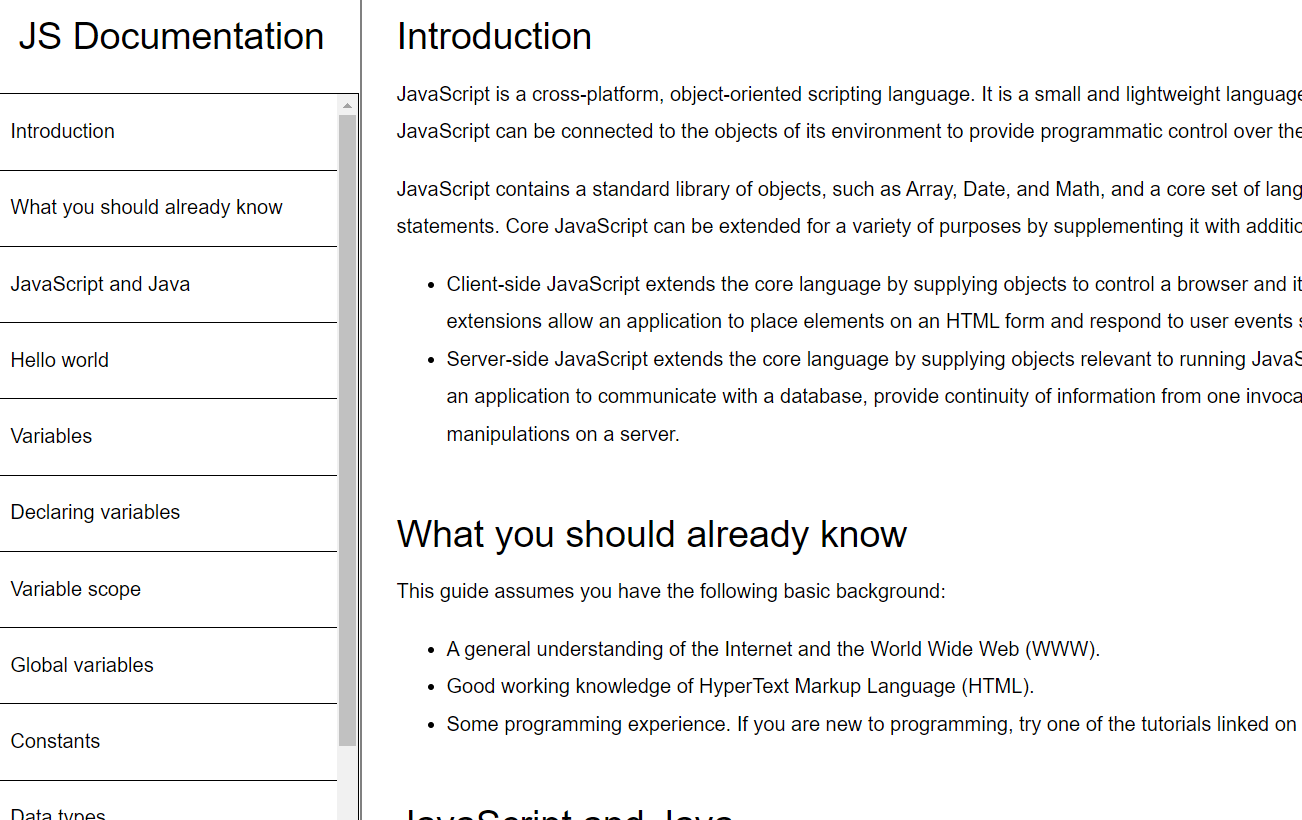 JS Documentation
Introduction
What you should already know
JavaScript and Java
Hello world
Variables
Declaring variables
Variable scope
Global variables
Constants
Data types
Introduction
JavaScript is a cross-platform, object-oriented scripting language. It is a small and lightweight language
JavaScript can be connected to the objects of its environment to provide programmatic control over the
JavaScript contains a standard library of objects, such as Array, Date, and Math, and a core set of lang
statements. Core JavaScript can be extended for a variety of purposes by supplementing it with additio
• Client-side JavaScript extends the core language by supplying objects to control a browser and it
extensions allow an application to place elements on an HTML form and respond to user events s
• Server-side JavaScript extends the core language by supplying objects relevant to running JavaS
an application to communicate with a database, provide continuity of information from one invoca
manipulations on a server.
What you should already know
This guide assumes you have the following basic background:
• A general understanding of the Internet and the World Wide Web (WWW).
• Good working knowledge of HyperText Markup Language (HTML).
• Some programming experience. If you are new to programming, try one of the tutorials linked on
JavaScript and Java